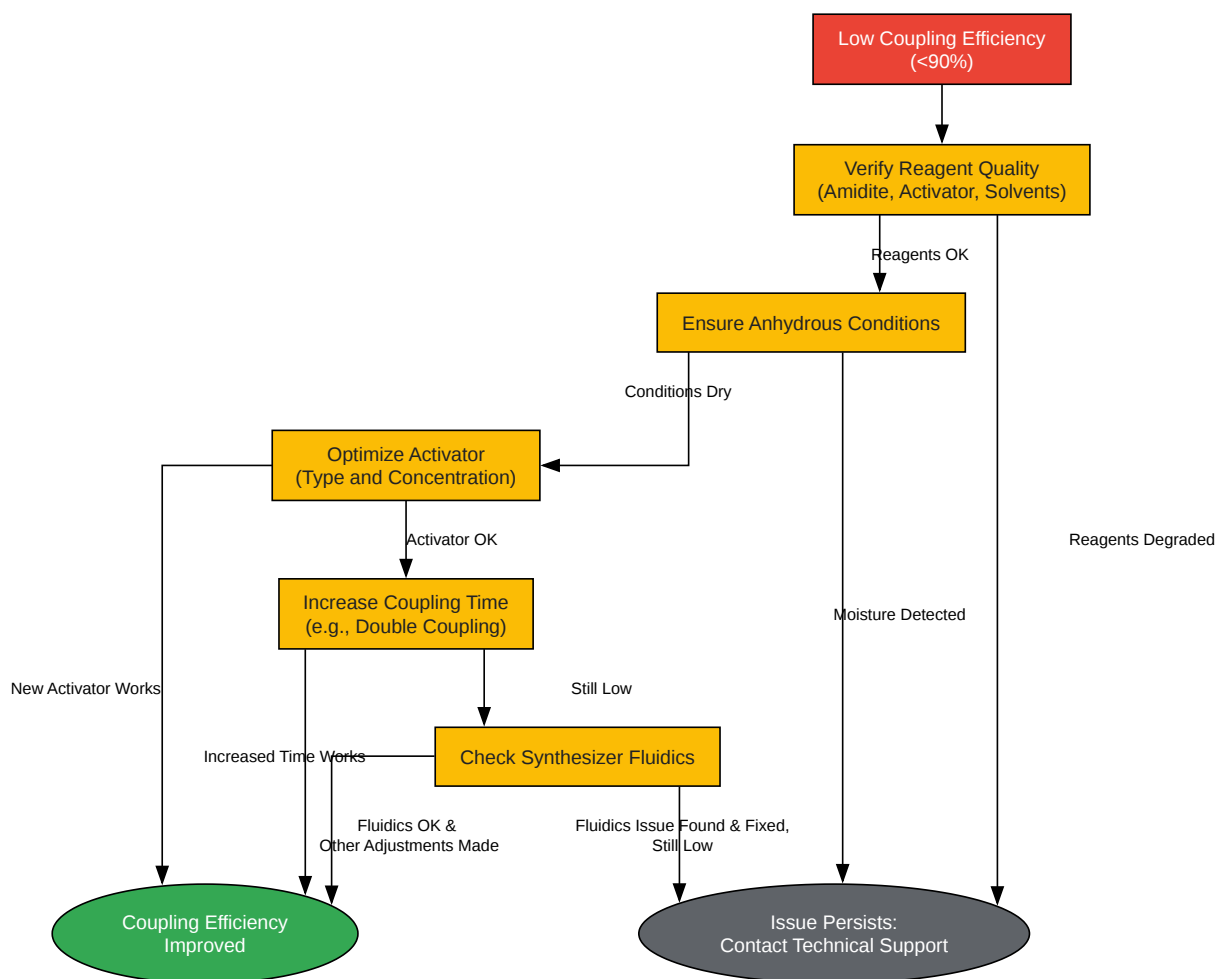 Low Coupling Efficiency
(<90%)
Verify Reagent Quality
(Amidite, Activator, Solvents)
Reagents OK
Ensure Anhydrous Conditions
Conditions Dry
Optimize Activator
(Type and Concentration)
Activator OK
Reagents Degraded
Increase Coupling Time
(e.g., Double Coupling)
Moisture Detected
New Activator Works
Still Low
Increased Time Works
Check Synthesizer Fluidics
Fluidics OK &
Other Adjustments Made
Fluidics Issue Found & Fixed,
Still Low
Coupling Efficiency
Improved
Issue Persists:
Contact Technical Support